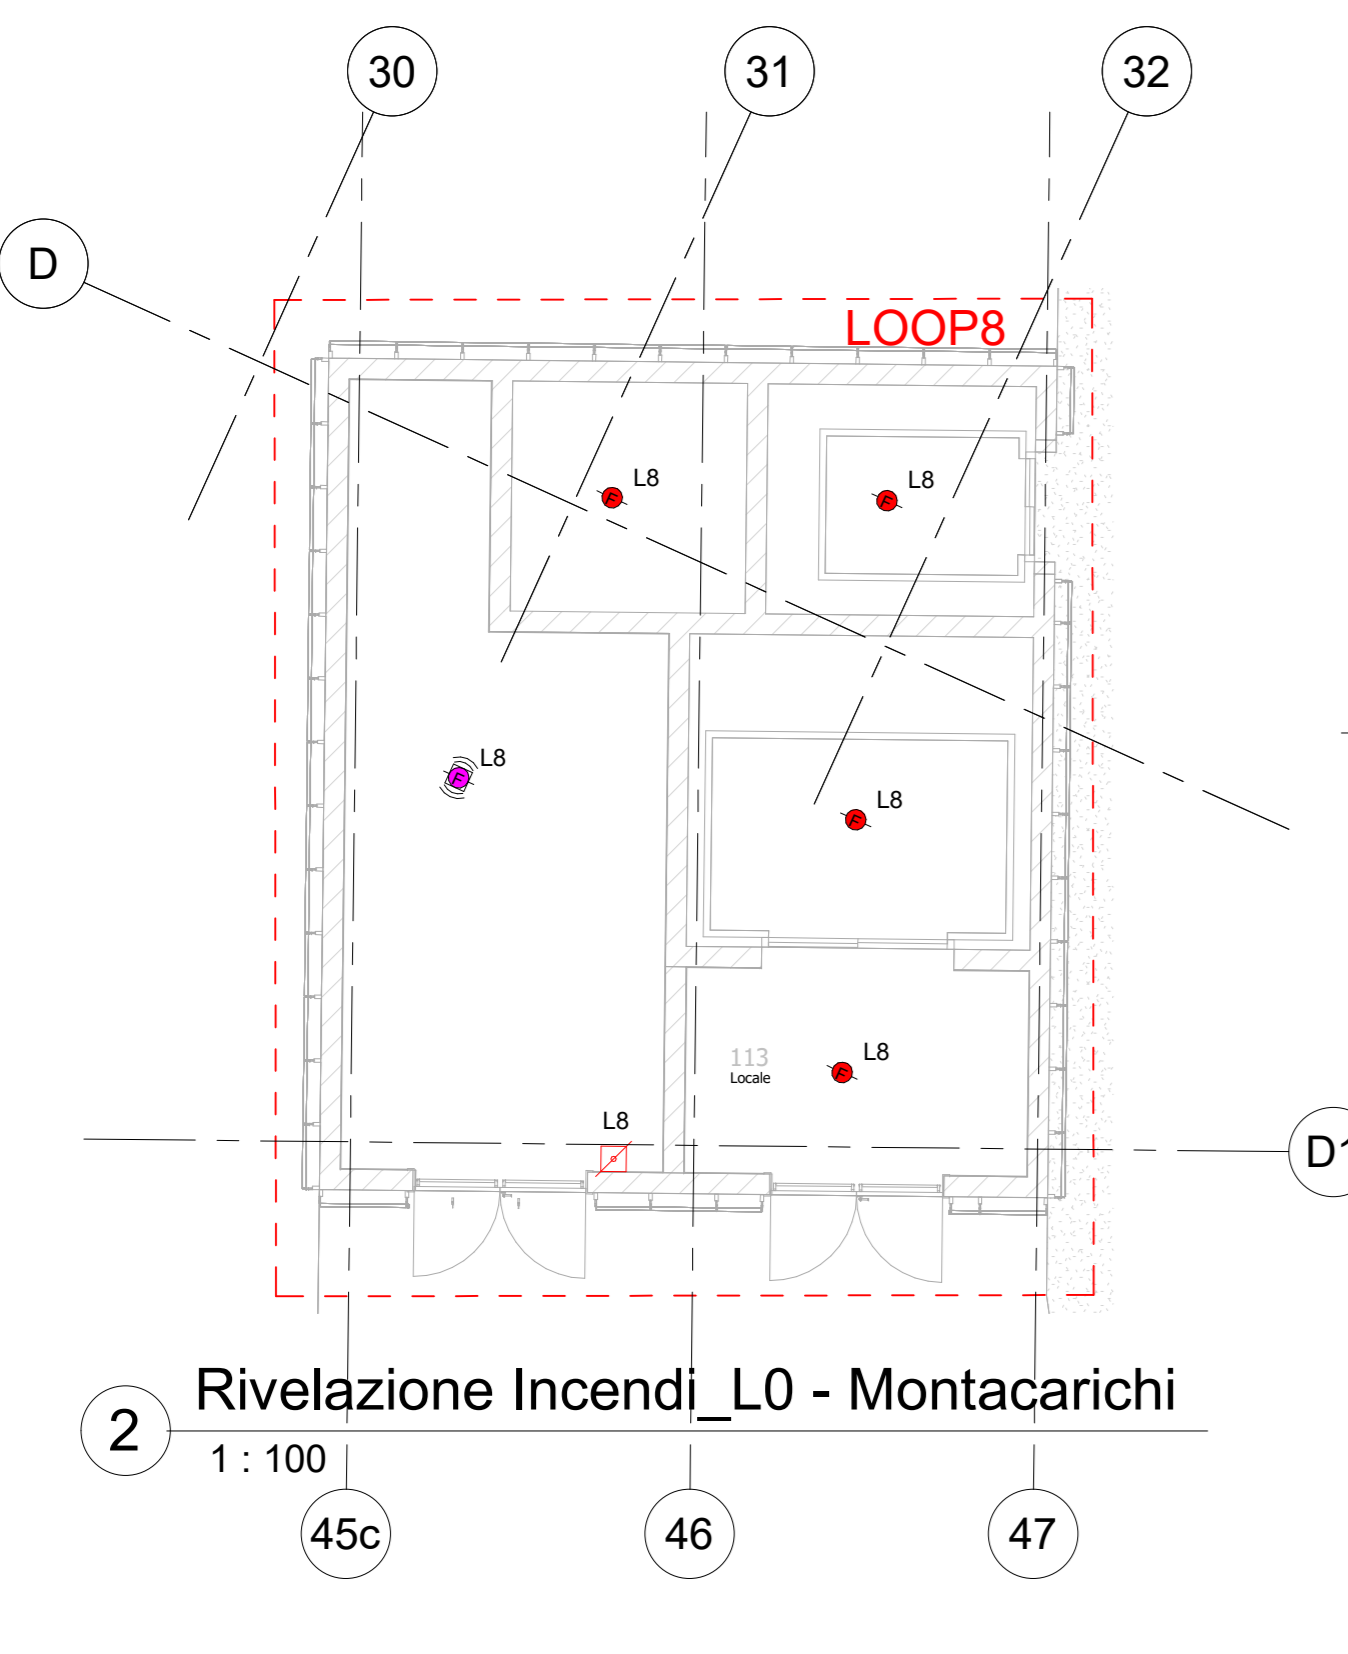 30
31
32
D
LOOP8
L8
F
L8
F
L8
F
L8
F
113
Locale
L8
F
L8
D1
Rivelazione Incendi_L0 - Montacarichi
2
1 : 100
45c
46
47